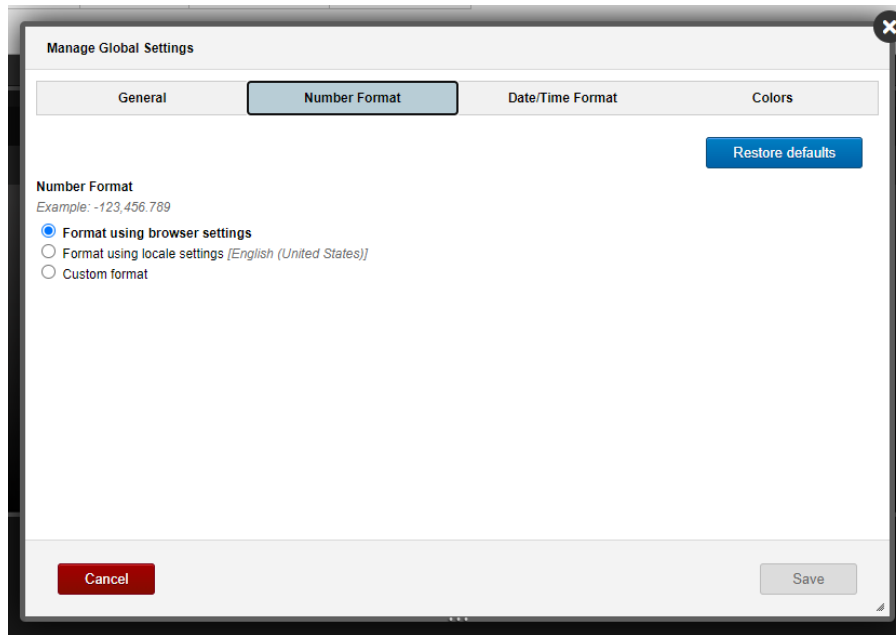 Manage Global Settings
General Number Format Date/Time Format Colors
Restore defaults
Number Format
Example: -123,456.789
Format using browser settings
Format using locale settings [English (United States)]
Custom format
Cancel Save